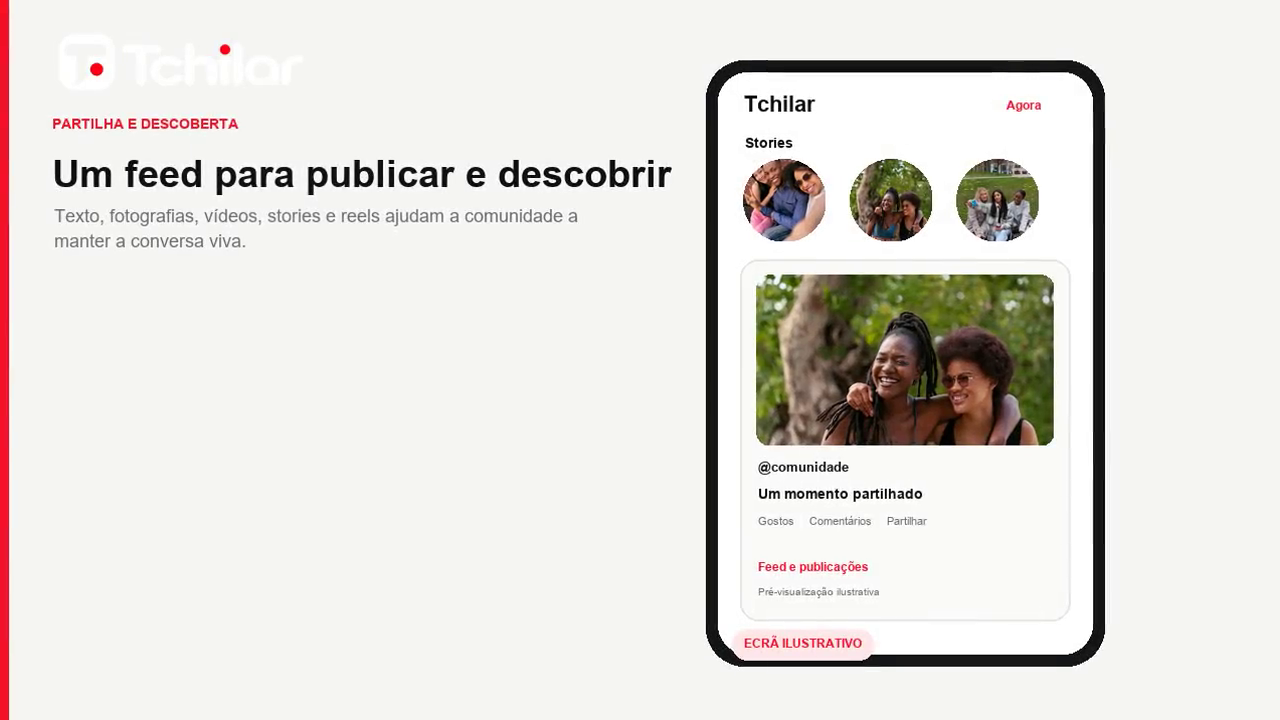 Tchilar
PARTILHA E DESCOBERTA
Um feed para publicar e descobrir
Texto, fotografias, vídeos, stories e reels ajudam a comunidade a
manter a conversa viva.
Tchilar
Agora
Stories
@comunidade
Um momento partilhado
Gostos Comentários Partilhar
Feed e publicações
Pré-visualização ilustrativa
ECRÃ ILUSTRATIVO